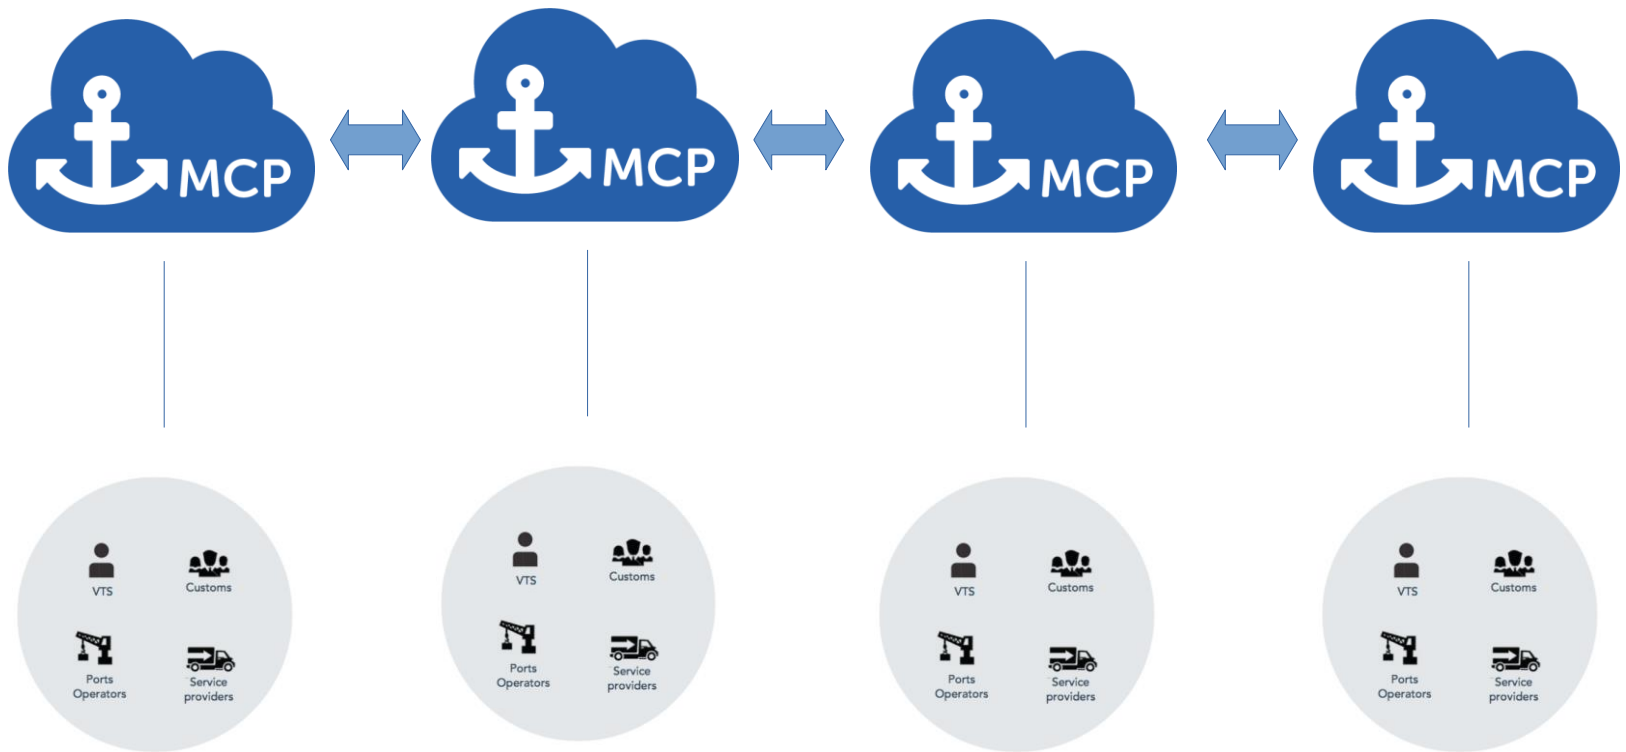 MCP
MCP
MCP
MCP
VTS
Customs
Ports
Operators
Service
providers
VTS
Customs
Ports
Operators
Service
providers
VTS
Customs
Ports
Operators
Service
providers
VTS
Customs
Ports
Operators
Service
providers